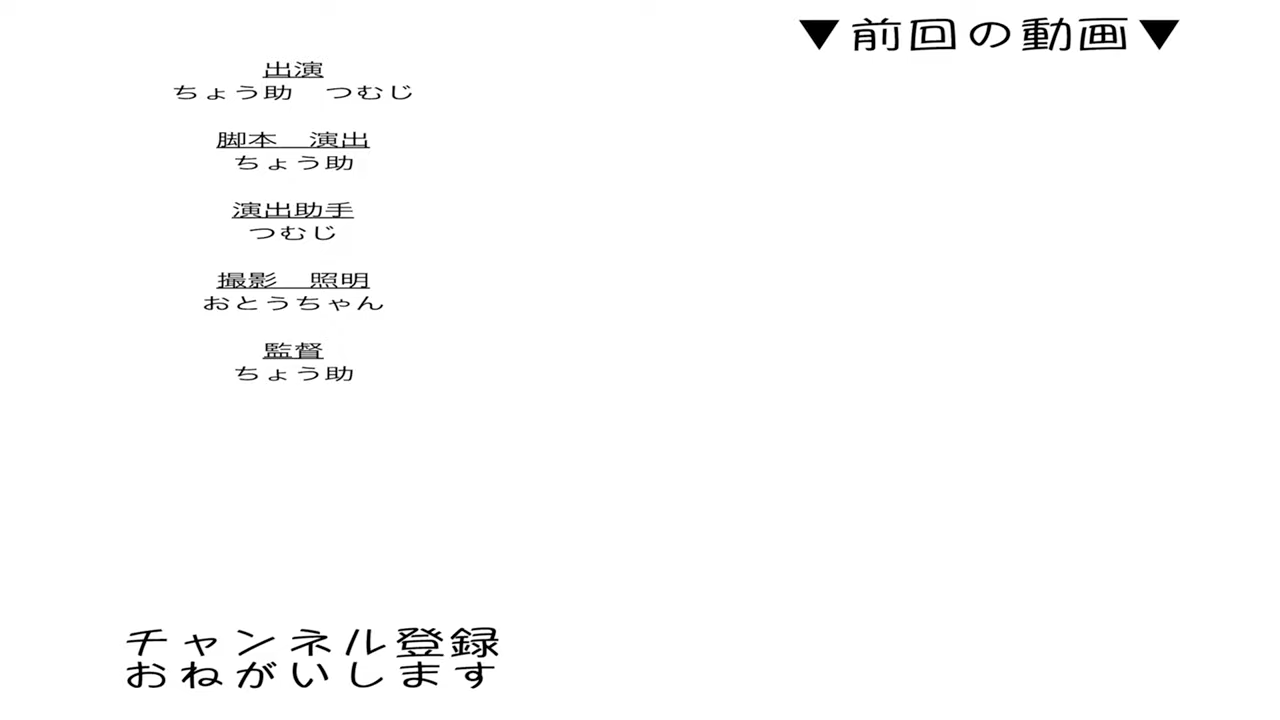 ▼前回の動画▼
出演
ちょう助　つむじ
脚本　演出
ちょう助
演出助手
つむじ
撮影　照明
おとうちゃん
監督
ちょう助
チャンネル登録
おねがいします